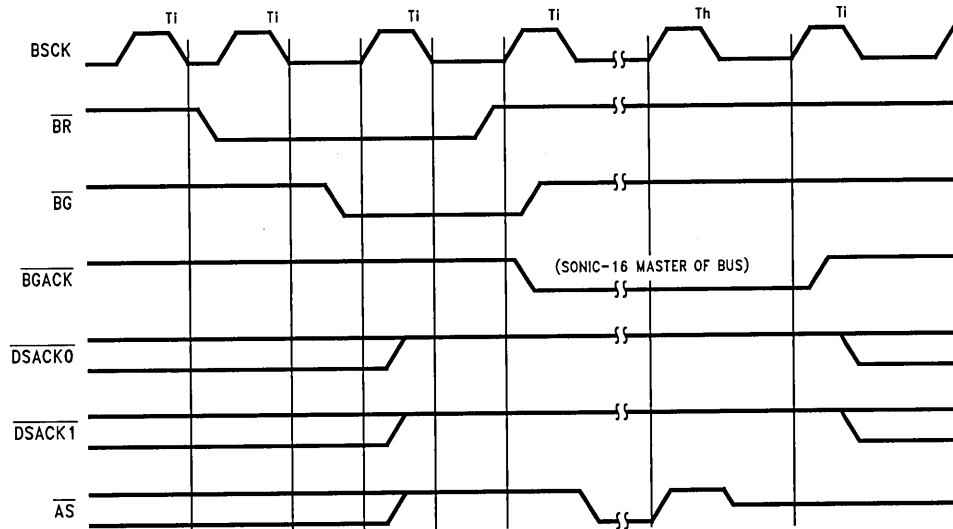 Ti Ti Ti Ti Th Ti
BSCK
BR
BG
BGACK
(SONIC-16 MASTER OF BUS)
DSACK0
DSACK1
AS